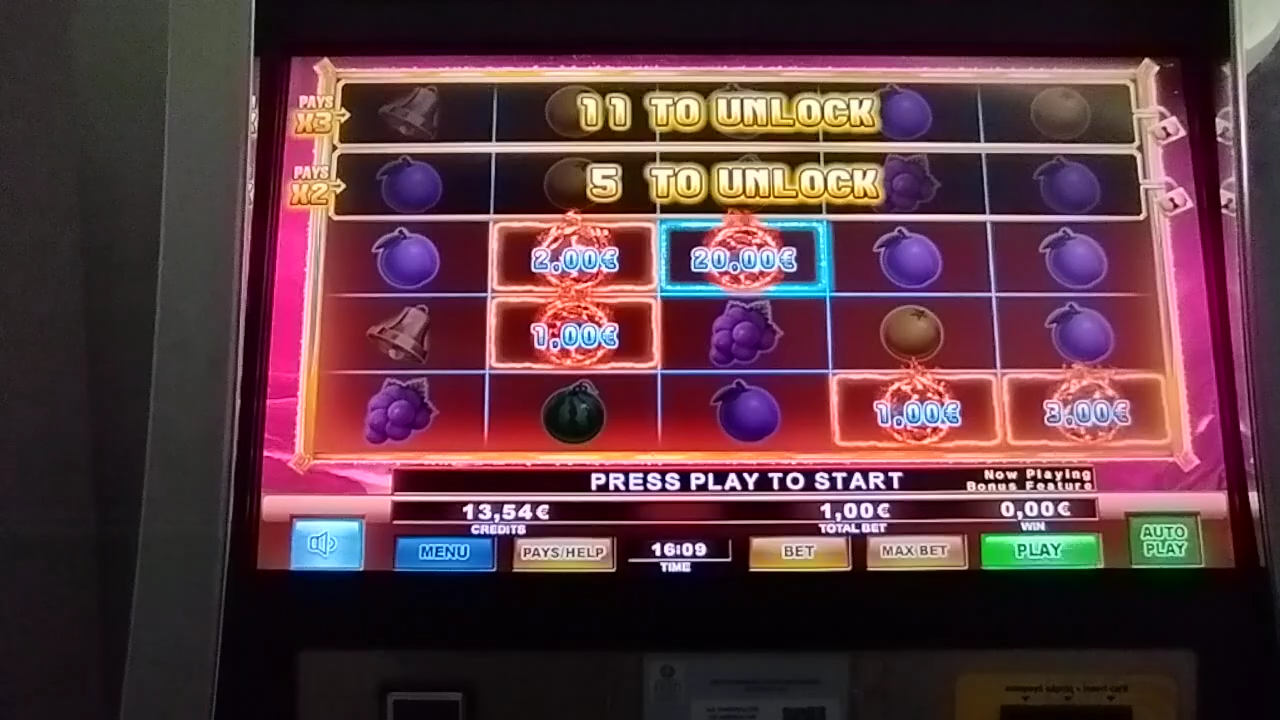 PAYS
X3
11 TO UNLOCK
PAYS
X2
5 TO UNLOCK
2,00€
20,00€
1,00€
1,00€
3,00€
PRESS PLAY TO START
Now Playing
Bonus Feature
13,54€
CREDITS
1,00€
TOTAL BET
0,00€
WIN
MENU
PAYS/HELP
16:09
TIME
BET
MAX BET
PLAY
AUTO
PLAY